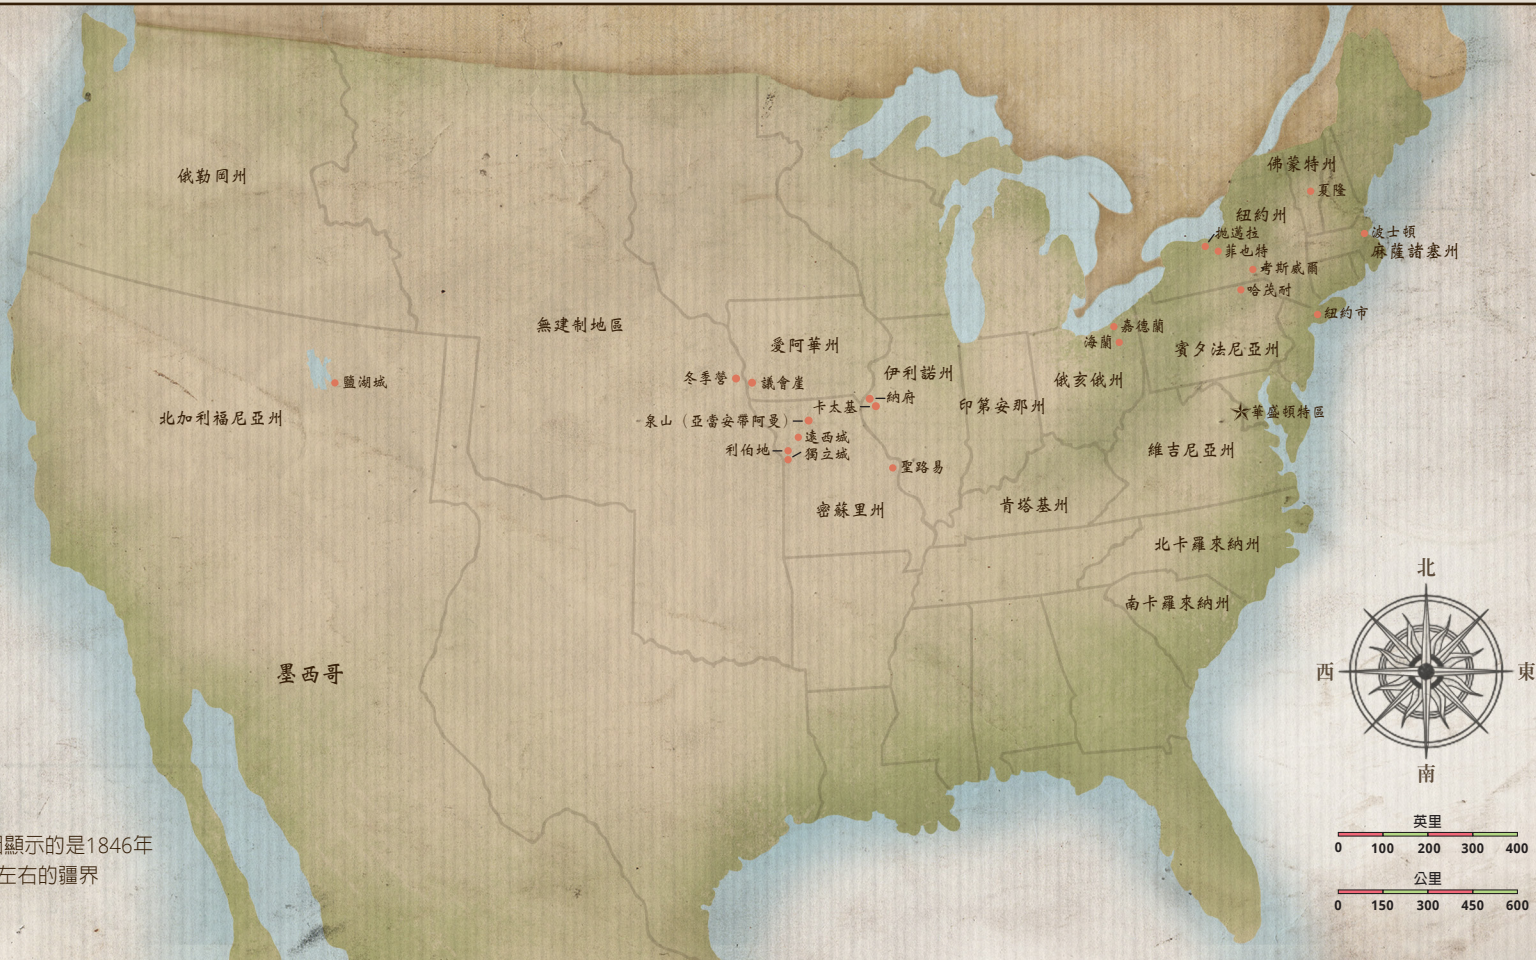 佛蒙特州
俄勒岡州
夏隆
紐約州
拋邁拉
波士頓
菲也特
麻薩諸塞州
考斯威爾
哈茂耐
紐約市
無建制地區
嘉德蘭
海蘭
愛阿華州
賓夕法尼亞州
伊利諾州
俄亥俄州
冬季營
議會崖
鹽湖城
納府
卡太基
印第安那州
華盛頓特區
北加利福尼亞州
泉山（亞當安帶阿曼）
遠西城
利伯地
獨立城
維吉尼亞州
聖路易
密蘇里州
肯塔基州
北卡羅來納州
南卡羅來納州
墨西哥
北
西
東
南
顯示的是1846年
左右的疆界
英里
0 100 200 300 400
公里
0 150 300 450 600